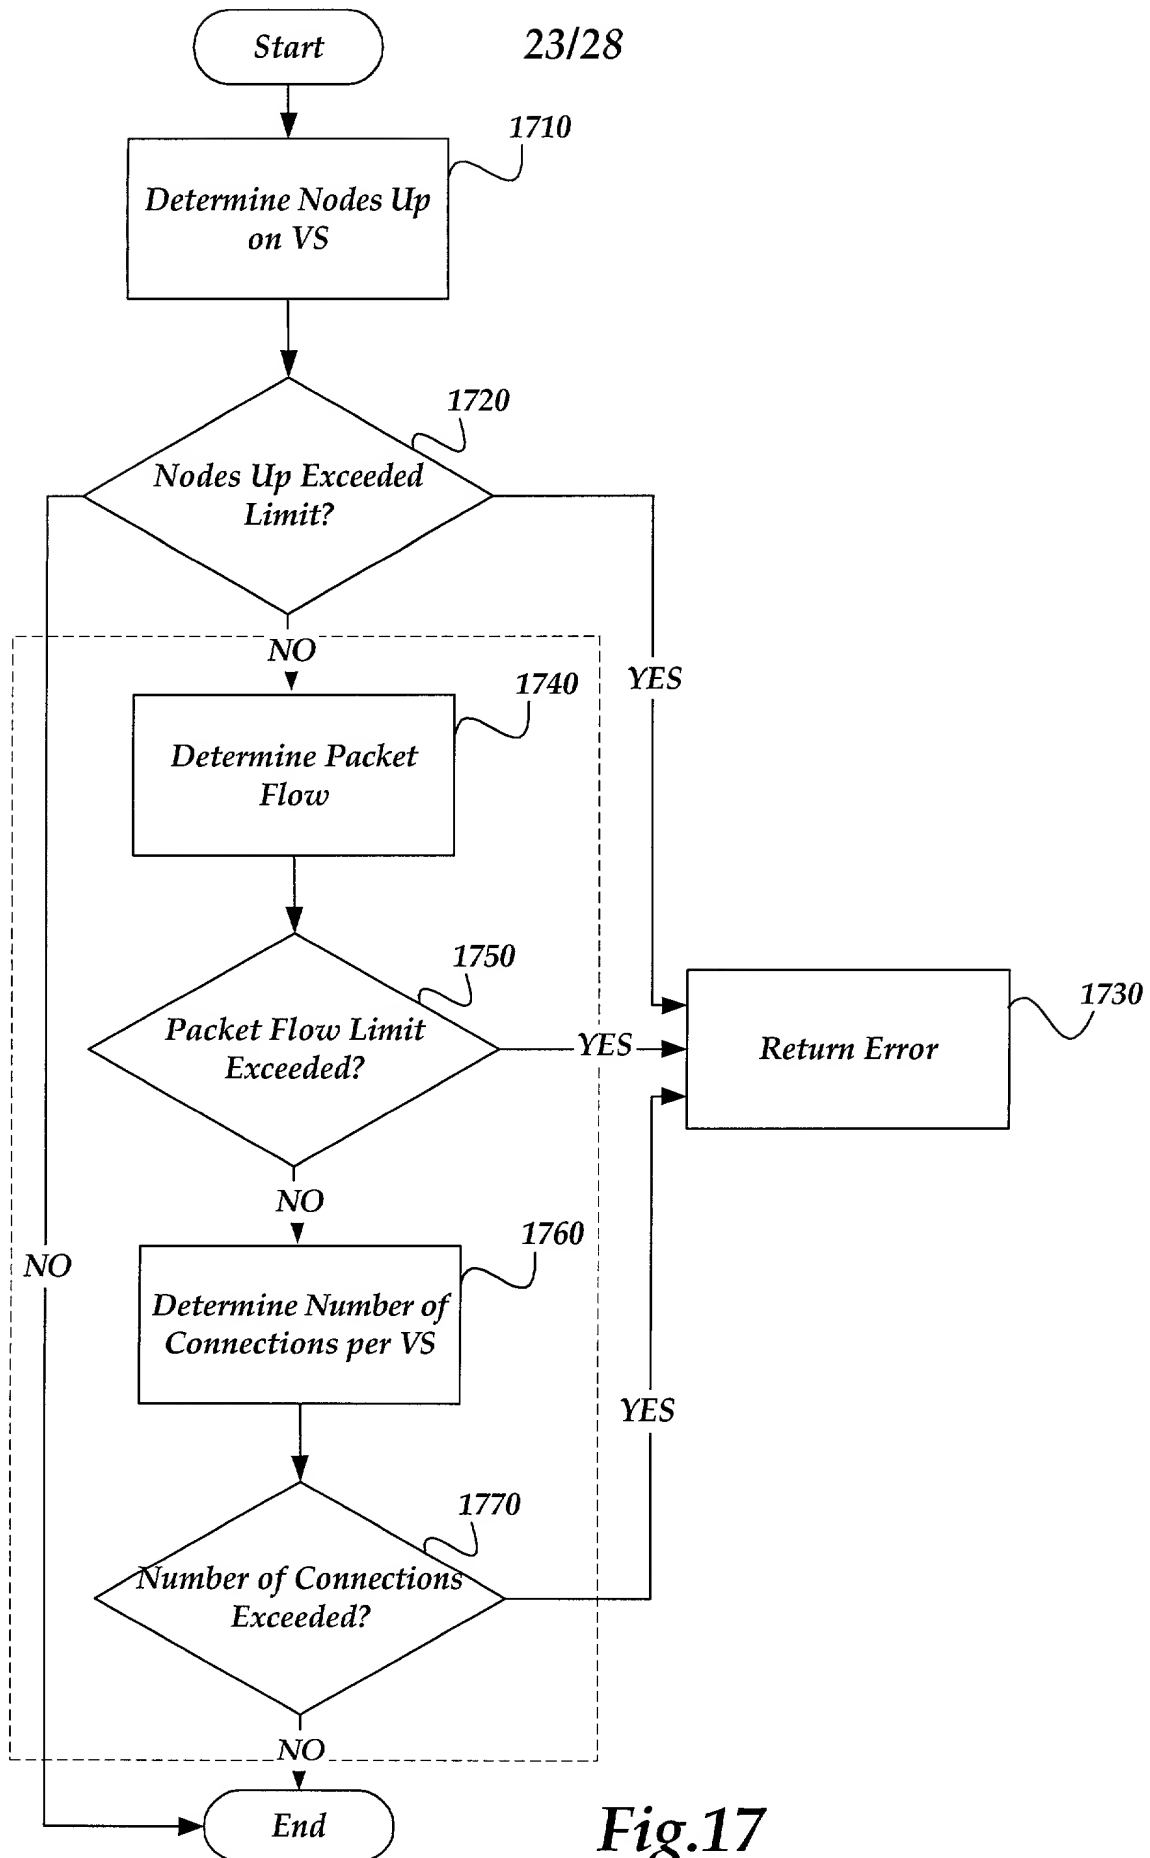 Start
23/28
1710
Determine Nodes Up
on VS
1720
Nodes Up Exceeded
Limit?
NO
YES
1740
Determine Packet
Flow
1750
Packet Flow Limit
Exceeded?
YES
1730
Return Error
NO
1760
NO
Determine Number of
Connections per VS
YES
1770
Number of Connections
Exceeded?
NO
End
Fig.17